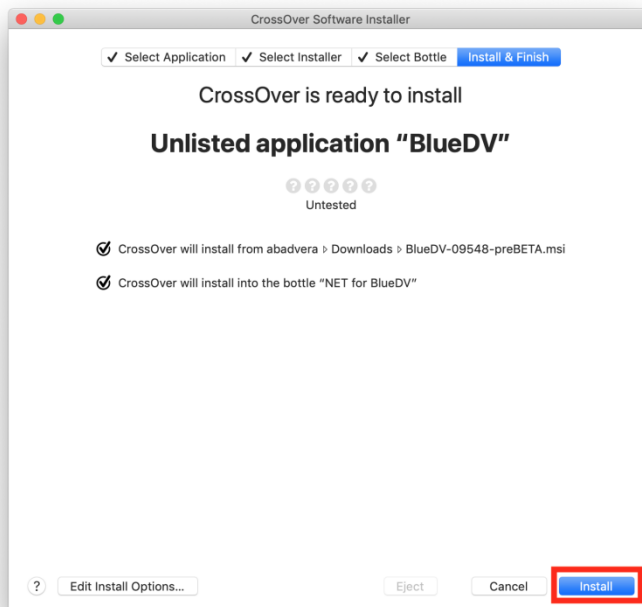 CrossOver Software Installer
✓ Select Application ✓ Select Installer ✓ Select Bottle Install & Finish
CrossOver is ready to install
Unlisted application “BlueDV”
? ? ? ? ?
Untested
CrossOver will install from abadvera ▹ Downloads ▹ BlueDV-09548-preBETA.msi
CrossOver will install into the bottle “NET for BlueDV”
? Edit Install Options... Eject Cancel Install